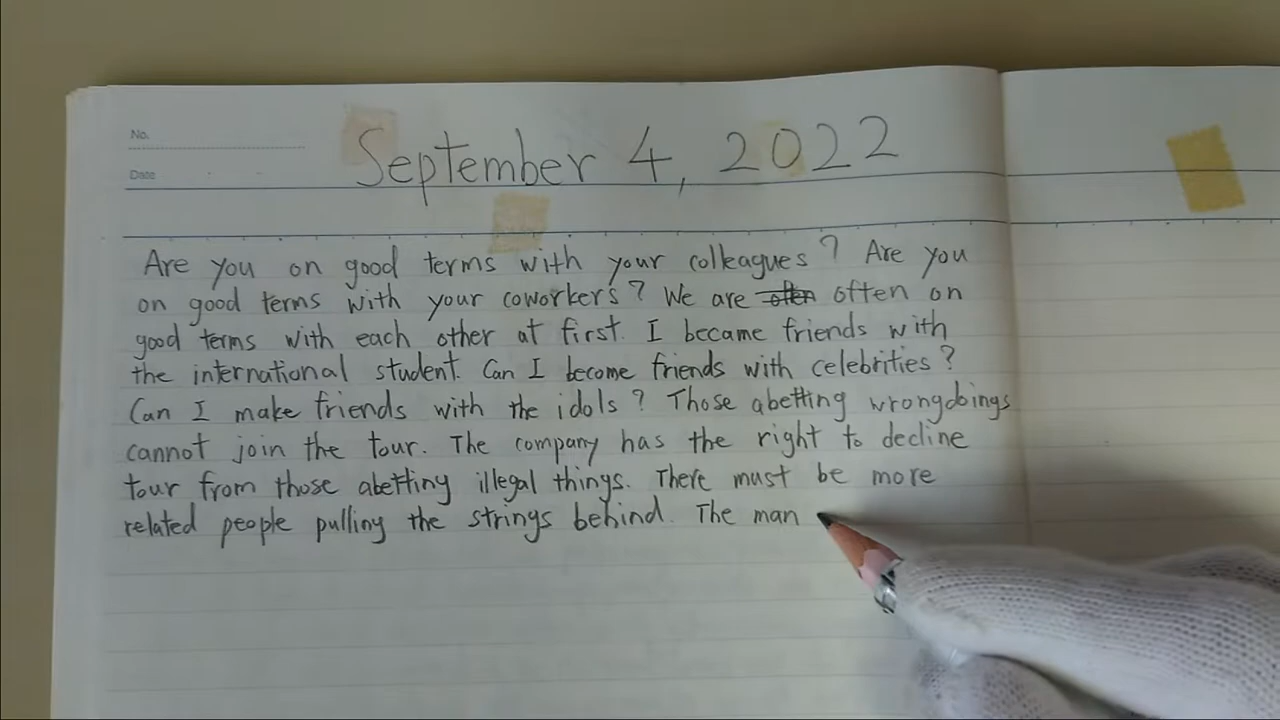 No.
Date
September 4, 2022
Are you on good terms with your colleagues? Are you
on good terms with your coworkers? We are often often on
good terms with each other at first. I became friends with
the international student. Can I become friends with celebrities?
Can I make friends with the idols? Those abetting wrongdoings
cannot join the tour. The company has the right to decline
tour from those abetting illegal things. There must be more
related people pulling the strings behind. The man